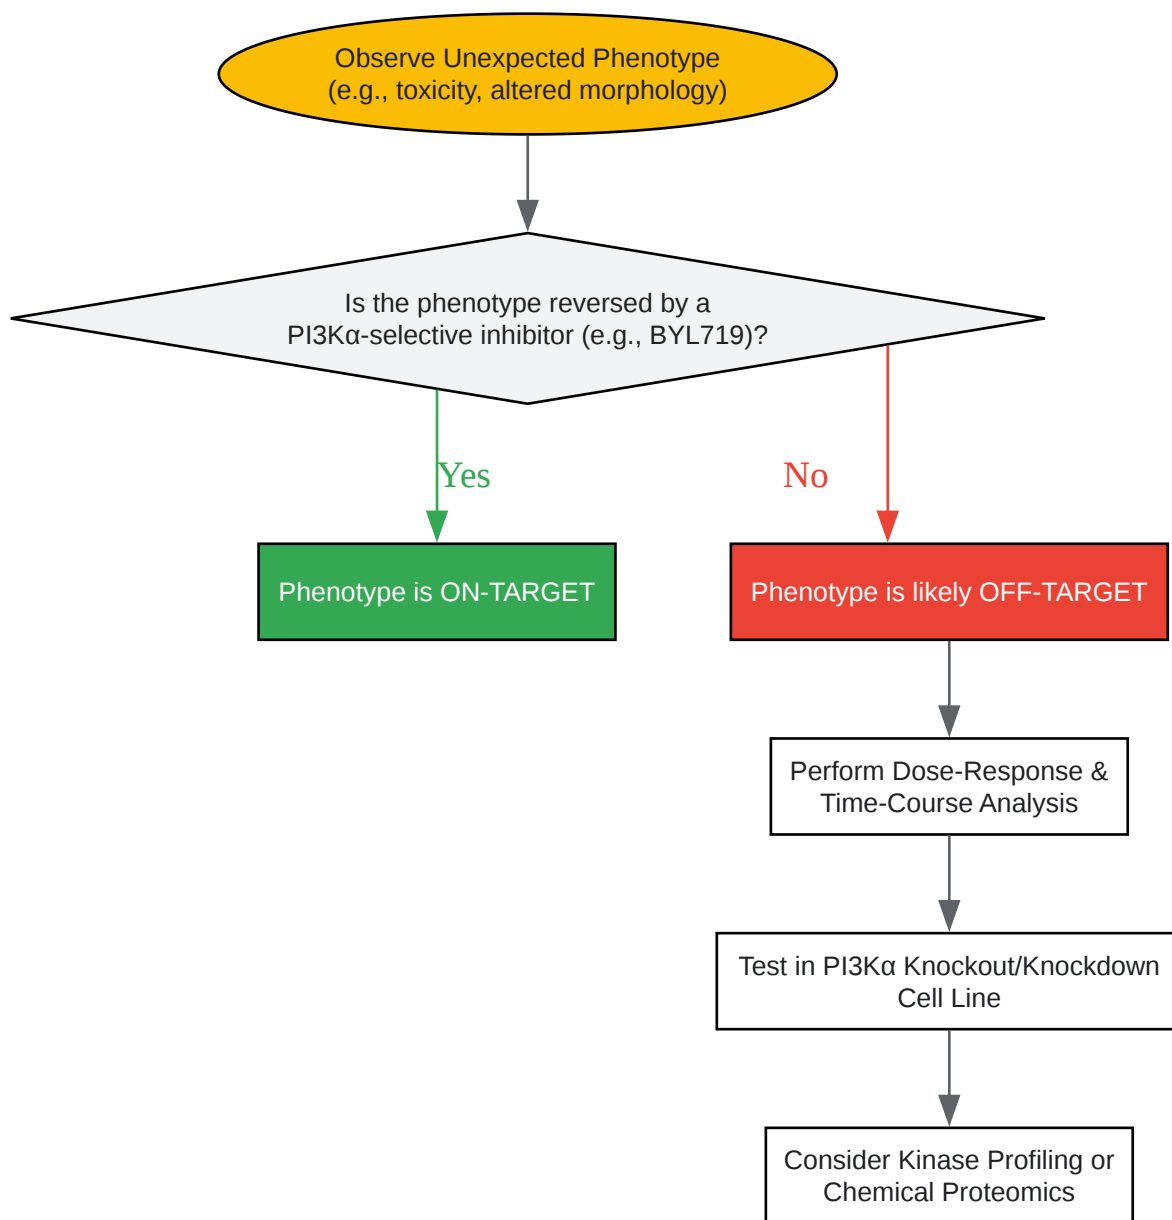 Observe Unexpected Phenotype
(e.g., toxicity, altered morphology)
Is the phenotype reversed by a
PI3Kα-selective inhibitor (e.g., BYL719)?
Yes
No
Phenotype is ON-TARGET
Phenotype is likely OFF-TARGET
Perform Dose-Response &
Time-Course Analysis
Test in PI3Kα Knockout/Knockdown
Cell Line
Consider Kinase Profiling or
Chemical Proteomics